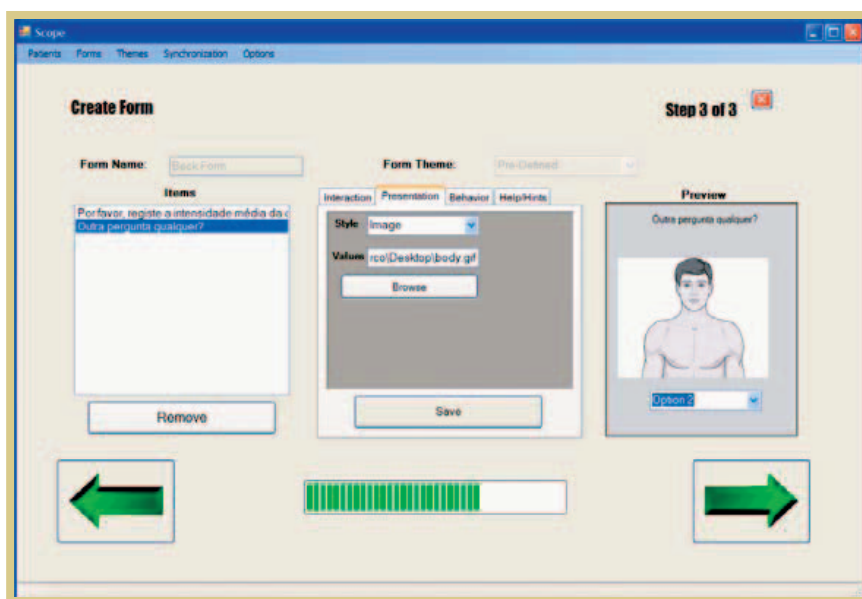 Scope
Patients Forms Themes Synchronization Options
Create Form
Step 3 of 3
Form Name:
Back Form
Form Theme:
Pre-Defined
Items
Por favor, registe a intensidade média da
Outra pergunta qualquer?
Remove
Interaction Presentation Behavior Help/Hints
Style Image
Values rco\Desktop\body.gif
Browse
Save
Preview
Outra pergunta qualquer?
Option 2